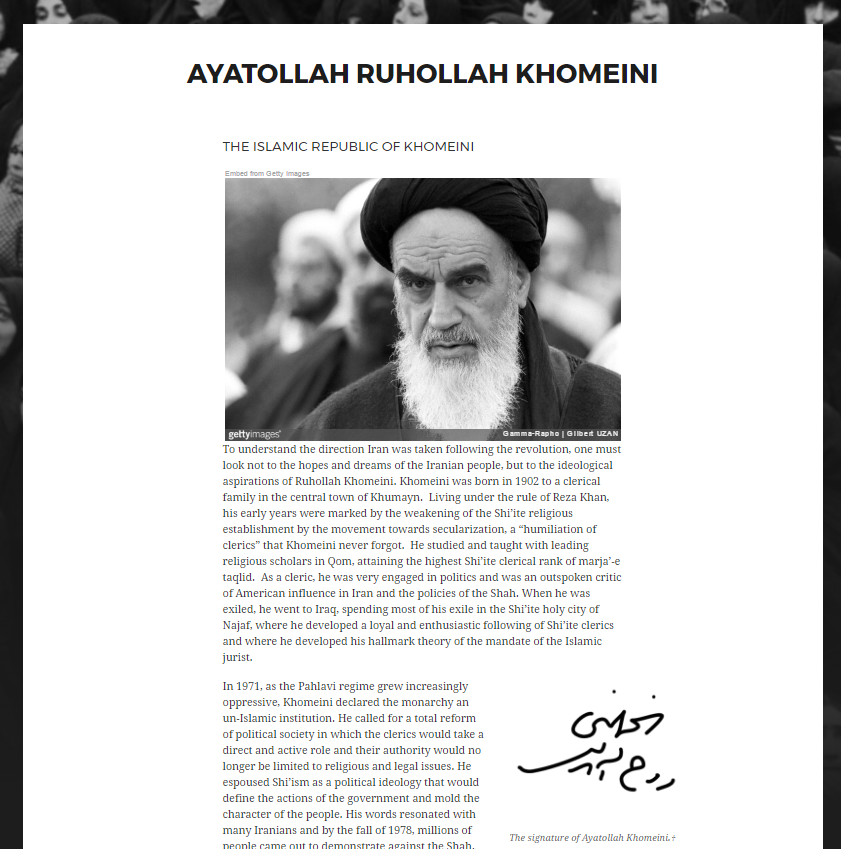 AYATOLLAH RUHOLLAH KHOMEINI
THE ISLAMIC REPUBLIC OF KHOMEINI
Embed from Getty Images
gettyimages®
Gamma-Rapho | Gilbert UZAN
To understand the direction Iran was taken following the revolution, one must
look not to the hopes and dreams of the Iranian people, but to the ideological
aspirations of Ruhollah Khomeini. Khomeini was born in 1902 to a clerical
family in the central town of Khumayn.  Living under the rule of Reza Khan,
his early years were marked by the weakening of the Shi’ite religious
establishment by the movement towards secularization, a “humiliation of
clerics” that Khomeini never forgot.  He studied and taught with leading
religious scholars in Qom, attaining the highest Shi’ite clerical rank of marja’-e
taqlid.  As a cleric, he was very engaged in politics and was an outspoken critic
of American influence in Iran and the policies of the Shah. When he was
exiled, he went to Iraq, spending most of his exile in the Shi’ite holy city of
Najaf, where he developed a loyal and enthusiastic following of Shi’ite clerics
and where he developed his hallmark theory of the mandate of the Islamic
jurist.
In 1971, as the Pahlavi regime grew increasingly
oppressive, Khomeini declared the monarchy an
un-Islamic institution. He called for a total reform
of political society in which the clerics would take a
direct and active role and their authority would no
longer be limited to religious and legal issues. He
espoused Shi’ism as a political ideology that would
define the actions of the government and mold the
character of the people. His words resonated with
many Iranians and by the fall of 1978, millions of
people came out to demonstrate against the Shah.
The signature of Ayatollah Khomeini.†